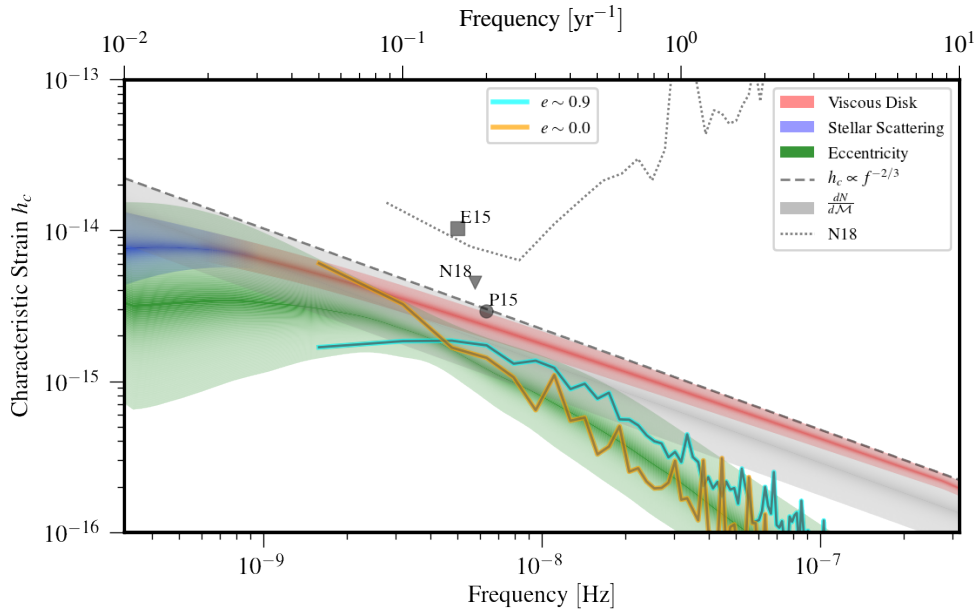 Frequency [yr⁻¹]
10⁻² 10⁻¹ 10⁰ 10¹
Characteristic Strain h_c
10⁻¹³
10⁻¹⁴
10⁻¹⁵
10⁻¹⁶
e ∼ 0.9
e ∼ 0.0
Viscous Disk
Stellar Scattering
Eccentricity
h_c ∝ f^{−2/3}
dN/dℳ
N18
E15
N18
P15
10⁻⁹ 10⁻⁸ 10⁻⁷
Frequency [Hz]